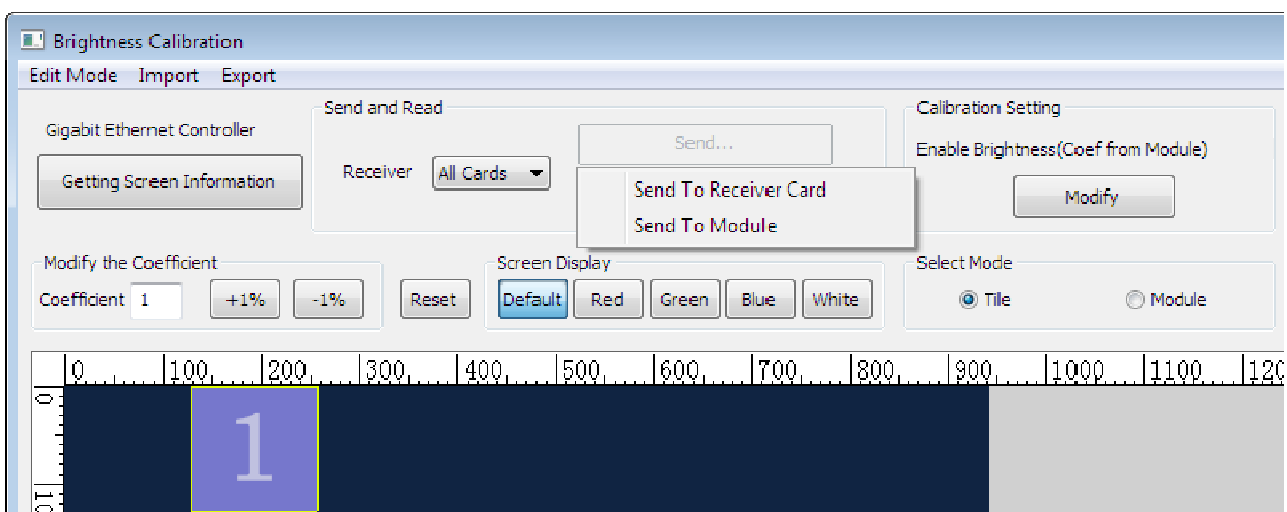 Brightness Calibration
Edit Mode Import Export
Send and Read
Calibration Setting
Gigabit Ethernet Controller
Send...
Enable Brightness(Coef from Module)
Getting Screen Information
Receiver
All Cards
Send To Receiver Card
Send To Module
Modify
Modify the Coefficient
Screen Display
Select Mode
Coefficient 1 +1% -1% Reset Default Red Green Blue White Tile Module
0 100 200 300 400 500 600 700 800 900 1000 1100 120
0
1
10